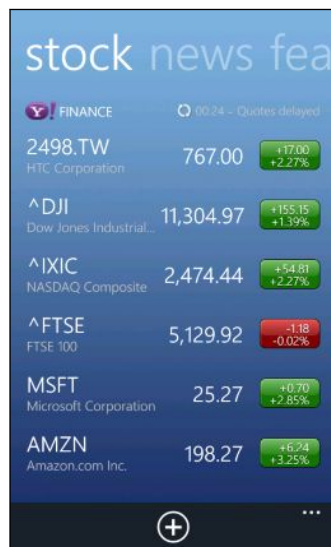 stock news fea
Y! FINANCE 00:24 - Quotes delayed
2498.TW 767.00 +17.00
HTC Corporation +2.27%
^DJI 11,304.97 +155.15
Dow Jones Industrial... +1.39%
^IXIC 2,474.44 +54.81
NASDAQ Composite +2.27%
^FTSE 5,129.92 -1.18
FTSE 100 -0.02%
MSFT 25.27 +0.70
Microsoft Corporation +2.85%
AMZN 198.27 +6.24
Amazon.com Inc. +3.25%